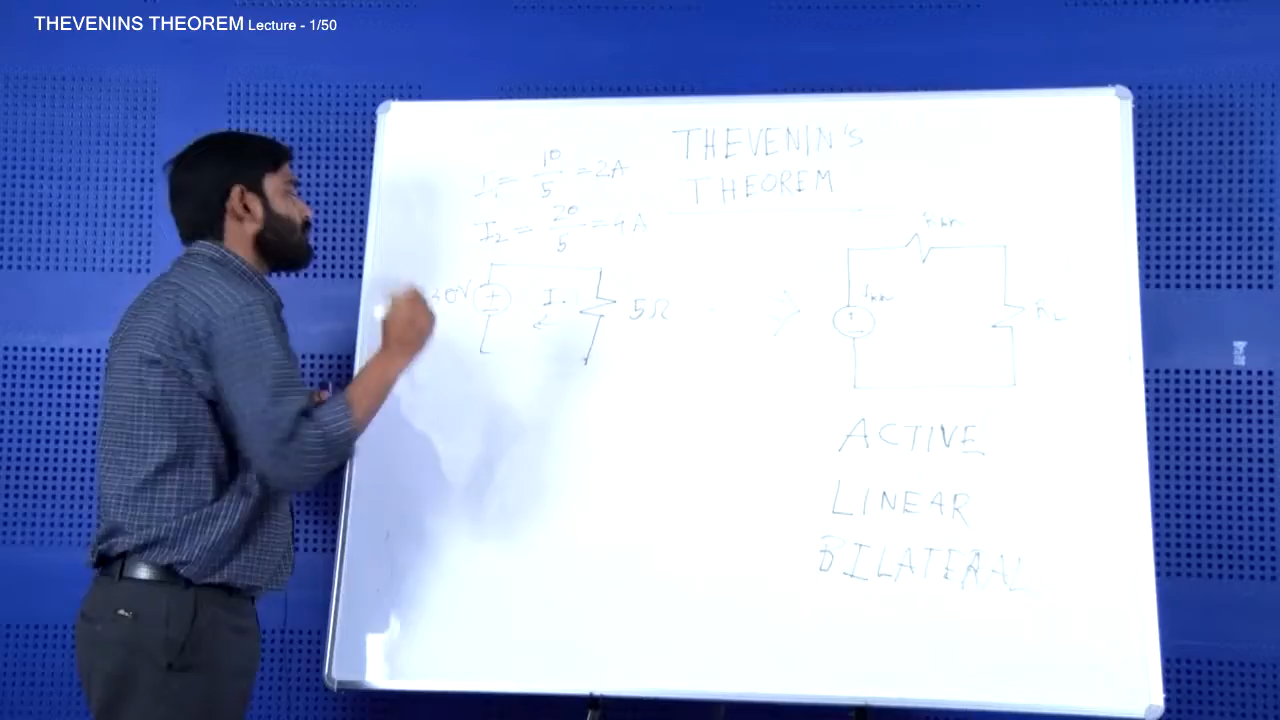 THEVENINS THEOREM Lecture - 1/50
THEVENIN'S
THEOREM
I₁ = 10/5 = 2A
I₂ = 20/5 = 4A
30V
5Ω
RL
ACTIVE
LINEAR
BILATERAL